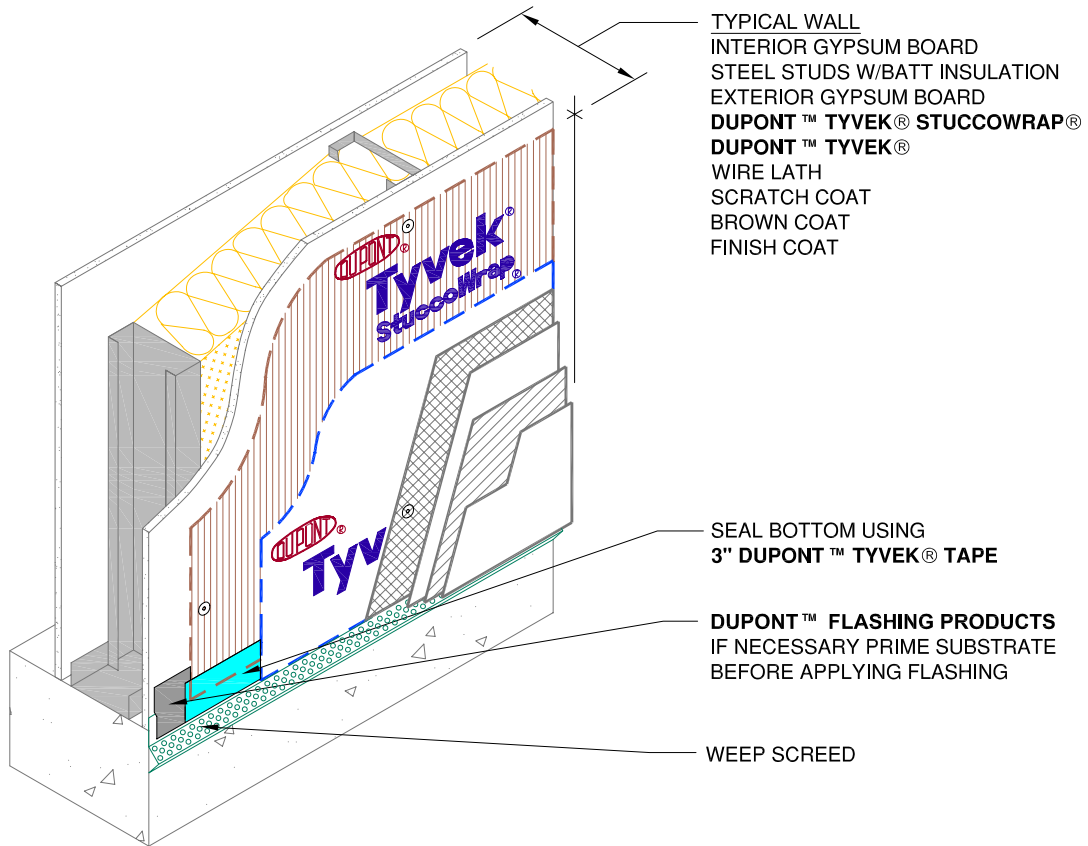 TYPICAL WALL
INTERIOR GYPSUM BOARD
STEEL STUDS W/BATT INSULATION
EXTERIOR GYPSUM BOARD
DUPONT ™ TYVEK® STUCCOWRAP®
DUPONT ™ TYVEK®
WIRE LATH
SCRATCH COAT
BROWN COAT
FINISH COAT
DUPONT®
Tyvek®
StuccoWrap®
DUPONT®
Tyv
SEAL BOTTOM USING
3" DUPONT ™ TYVEK® TAPE
DUPONT™ FLASHING PRODUCTS
IF NECESSARY PRIME SUBSTRATE
BEFORE APPLYING FLASHING
WEEP SCREED